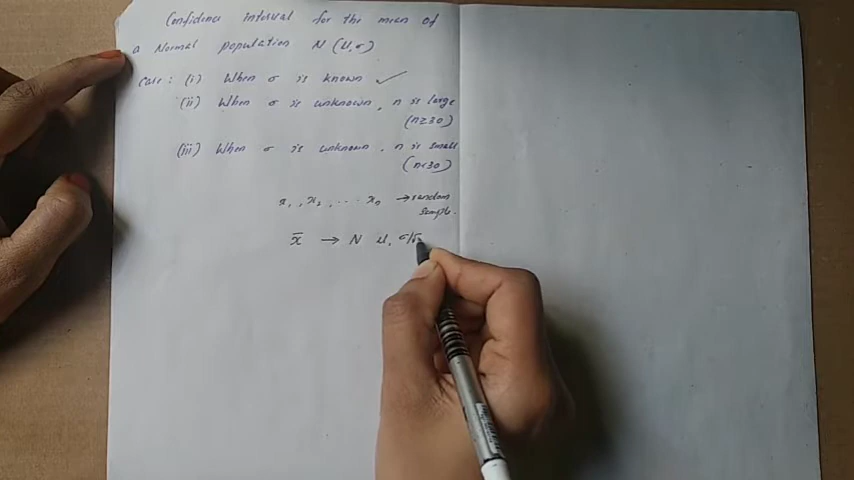 Confidence interval for the mean of
a Normal population N (μ, σ)
Case : (i) When σ is known ✓
(ii) When σ is unknown, n is large
(n≥30)
(iii) When σ is unknown, n is small
(n<30)
x₁, x₂, ... xₙ → random
sample.
x̄ → N μ, σ/√